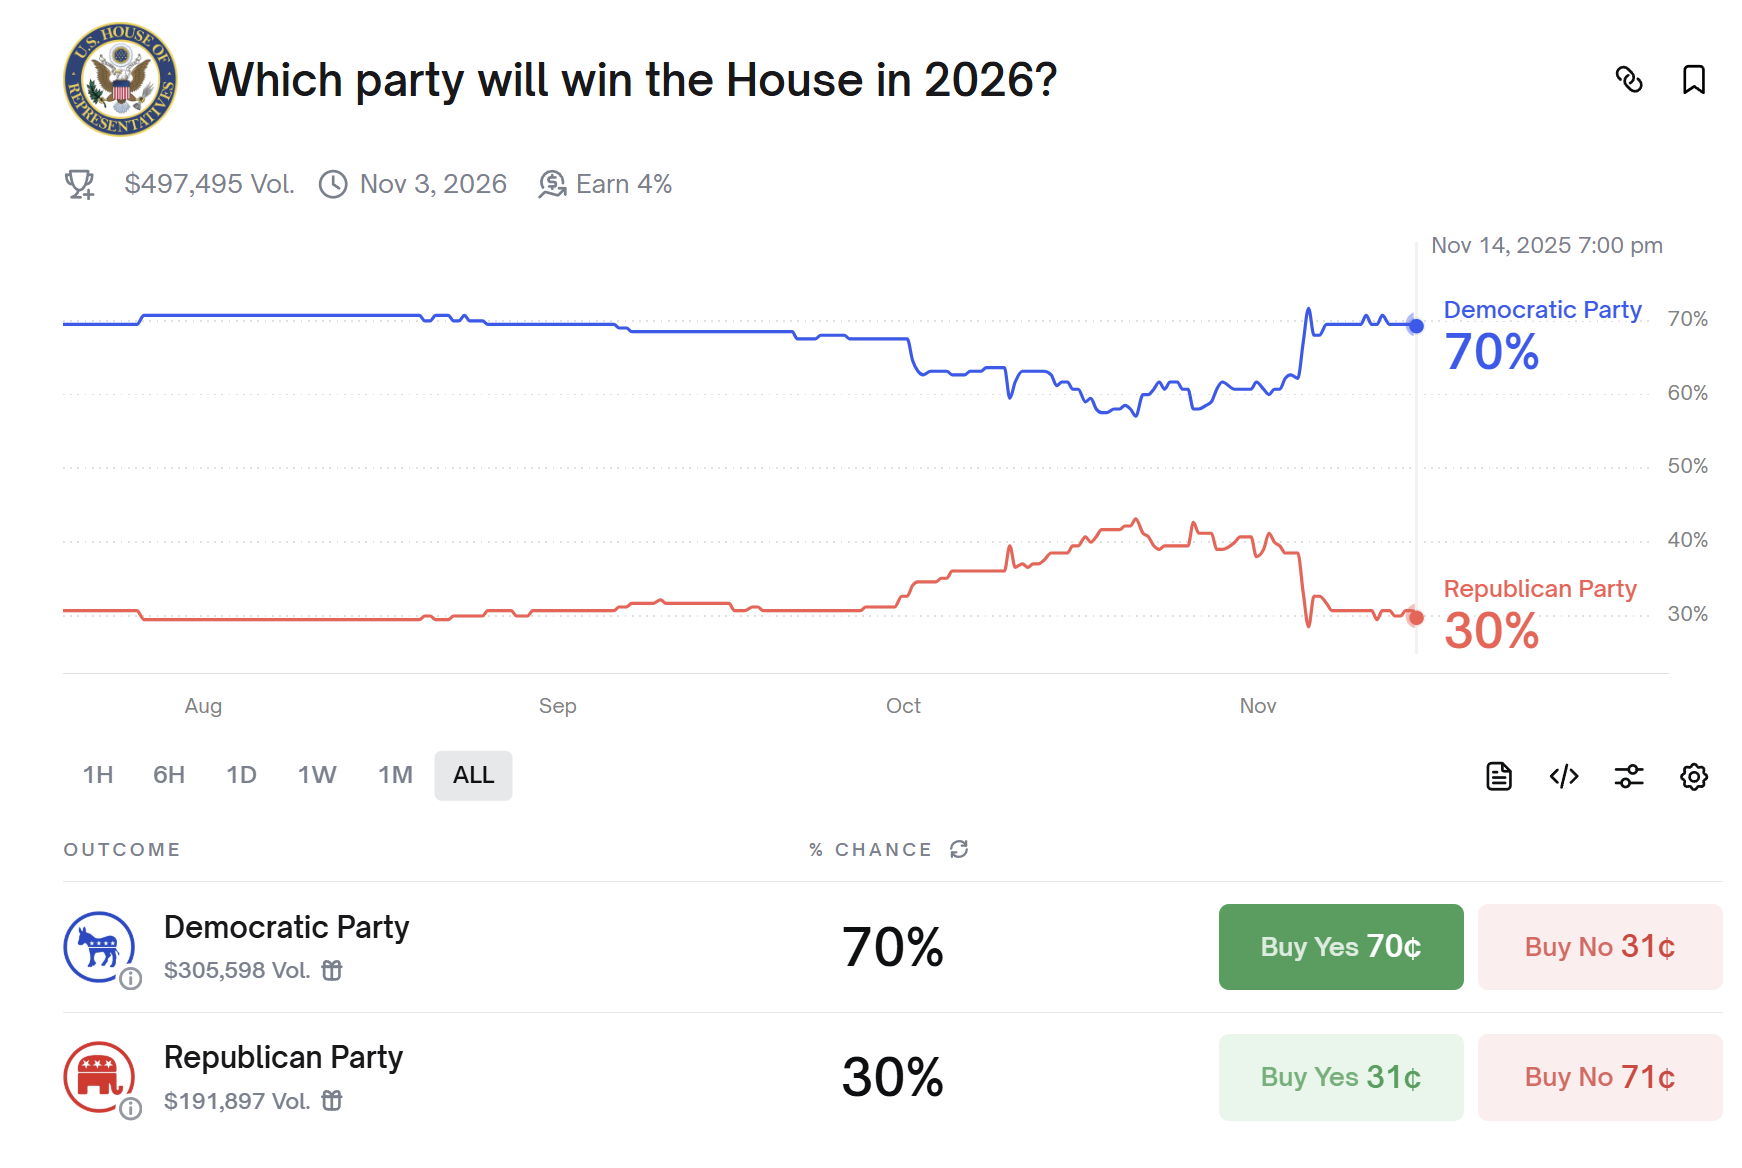 U.S. HOUSE OF
REPRESENTATIVES
Which party will win the House in 2026?
$497,495 Vol. Nov 3, 2026 Earn 4%
Nov 14, 2025 7:00 pm
Democratic Party
70%
70%
60%
50%
40%
Republican Party
30%
30%
Aug Sep Oct Nov
1H 6H 1D 1W 1M ALL
OUTCOME % CHANCE
Democratic Party
$305,598 Vol.
70%
Buy Yes 70¢ Buy No 31¢
Republican Party
$191,897 Vol.
30%
Buy Yes 31¢ Buy No 71¢